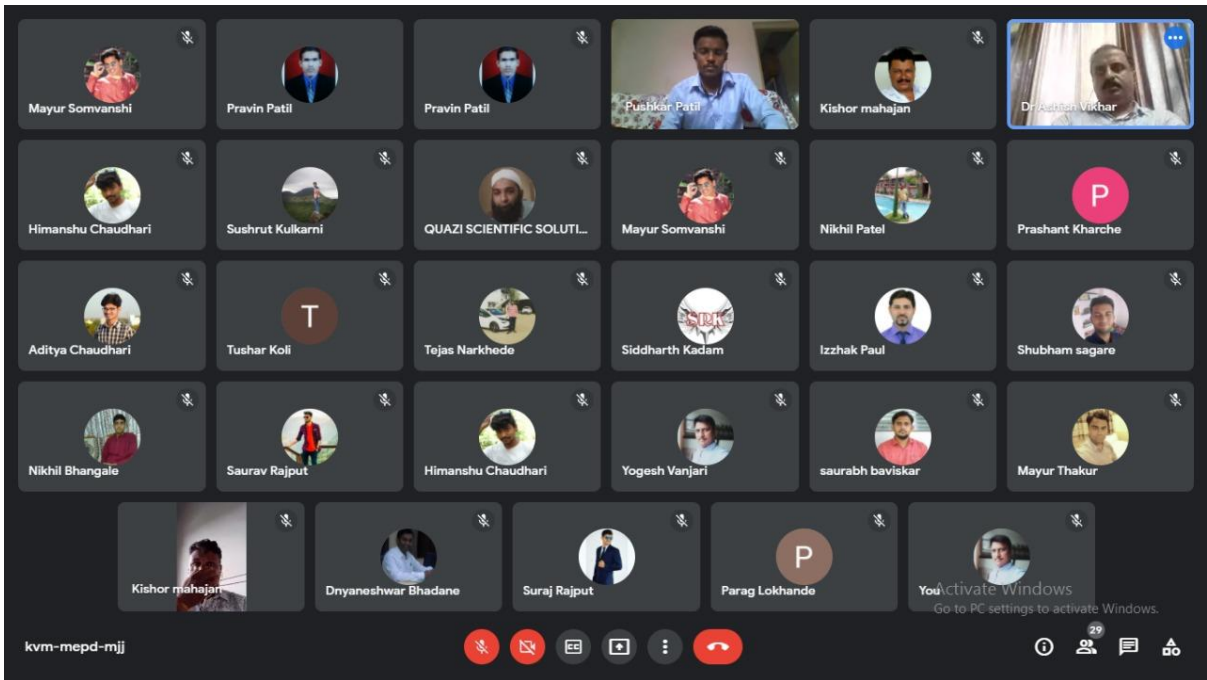 Mayur Somvanshi
Pravin Patil
Pravin Patil
Pushkar Patil
Kishor mahajan
Dr Ashish Vikhar
Himanshu Chaudhari
Sushrut Kulkarni
QUAZI SCIENTIFIC SOLUTI...
Mayur Somvanshi
Nikhil Patel
P
Prashant Kharche
Aditya Chaudhari
T
Tushar Koli
Tejas Narkhede
SRK
Siddharth Kadam
Izzhak Paul
Shubham sagare
Nikhil Bhangale
Saurav Rajput
Himanshu Chaudhari
Yogesh Vanjari
saurabh baviskar
Mayur Thakur
Kishor mahajan
Dnyaneshwar Bhadane
Suraj Rajput
P
Parag Lokhande
You
Activate Windows
Go to PC settings to activate Windows.
kvm-mepd-mjj
CC
29